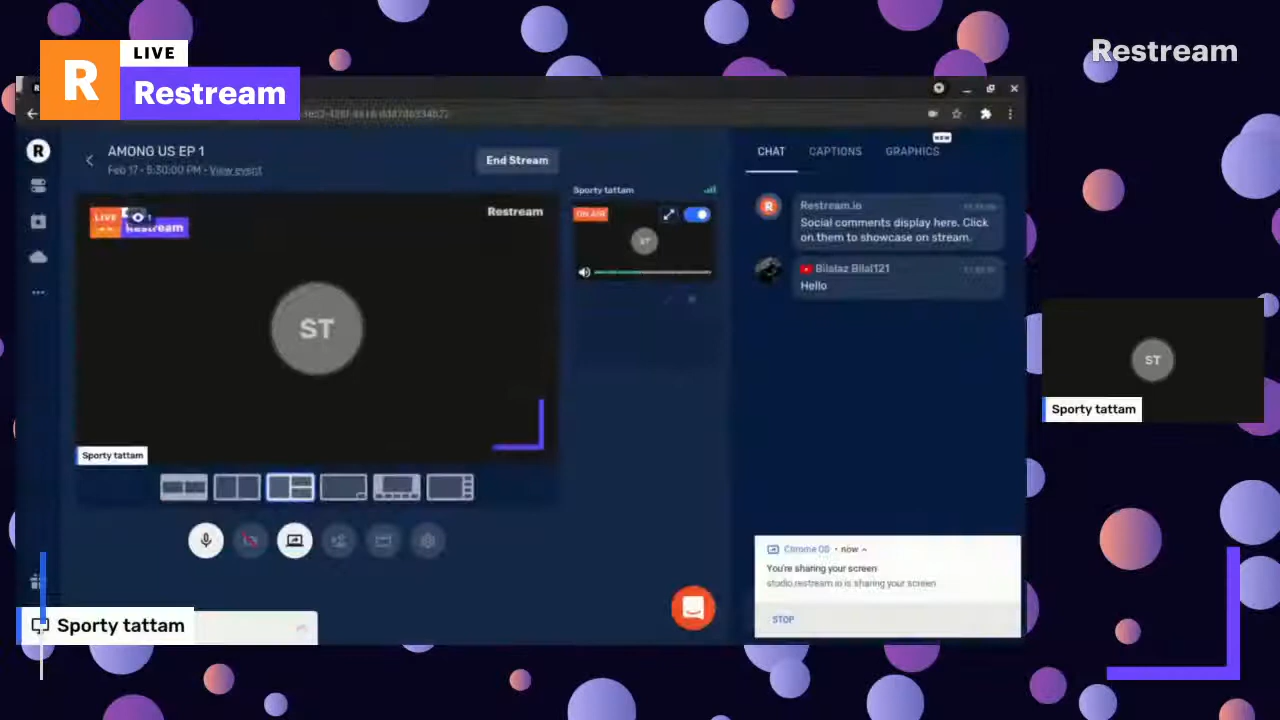 R
LIVE
Restream
Restream
R
AMONG US EP 1
Feb 17 • 5:30:00 PM • View event
End Stream
LIVE
1
Restream
Restream
ST
Sporty tattam
Sporty tattam
ON AIR
ST
CHAT
CAPTIONS
GRAPHICS
NEW
R
Restream.io
Social comments display here. Click
on them to showcase on stream.
Bilalaz Bilal121
Hello
Chrome OS • now
You're sharing your screen
studio.restream.io is sharing your screen
STOP
ST
Sporty tattam
Sporty tattam